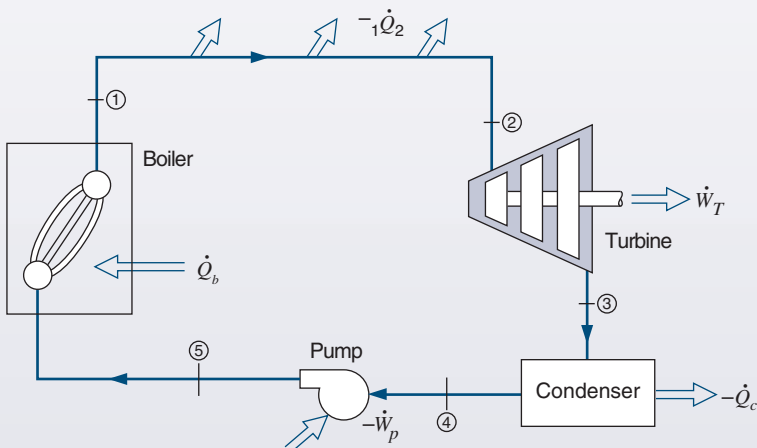 ₋₁Q̇₂
①
②
Boiler
Ẇ_T
Turbine
Q̇_b
③
⑤
Pump
Condenser
−Q̇_c
④
−Ẇ_p